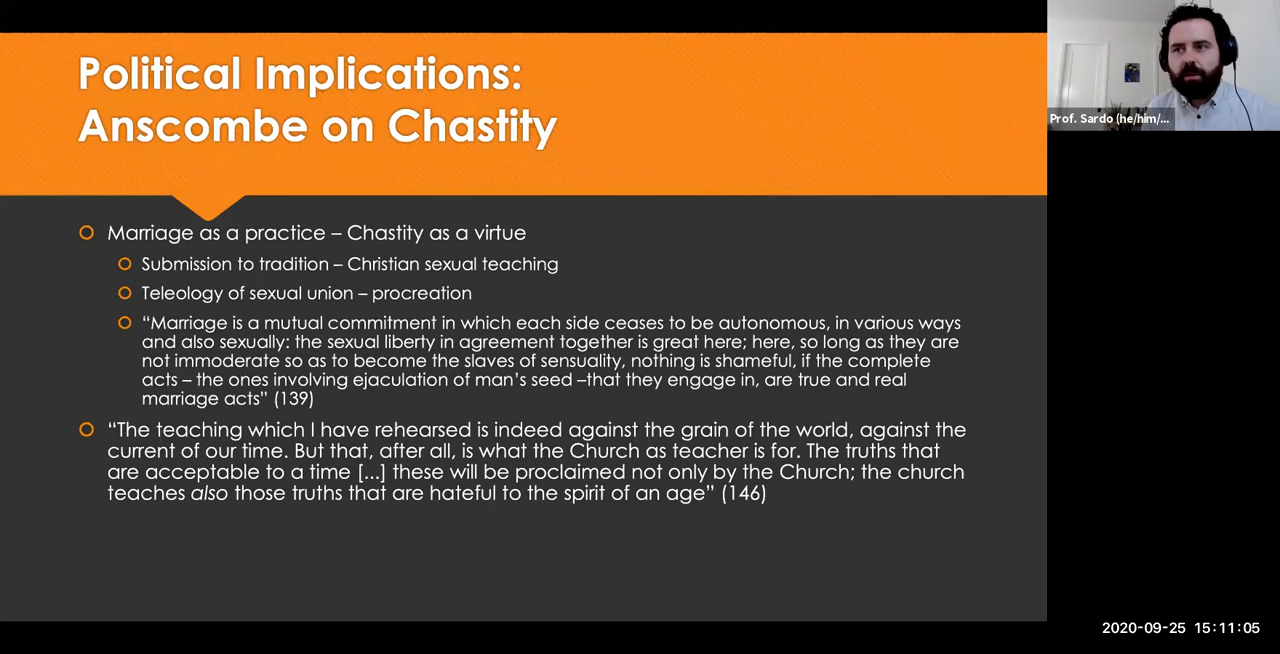 Political Implications:
Anscombe on Chastity
Marriage as a practice – Chastity as a virtue
Submission to tradition – Christian sexual teaching
Teleology of sexual union – procreation
“Marriage is a mutual commitment in which each side ceases to be autonomous, in various ways
and also sexually: the sexual liberty in agreement together is great here; here, so long as they are
not immoderate so as to become the slaves of sensuality, nothing is shameful, if the complete
acts – the ones involving ejaculation of man’s seed –that they engage in, are true and real
marriage acts” (139)
“The teaching which I have rehearsed is indeed against the grain of the world, against the
current of our time. But that, after all, is what the Church as teacher is for. The truths that
are acceptable to a time [...] these will be proclaimed not only by the Church; the church
teaches also those truths that are hateful to the spirit of an age” (146)
Prof. Sardo (he/him/...
2020-09-25 15:11:05